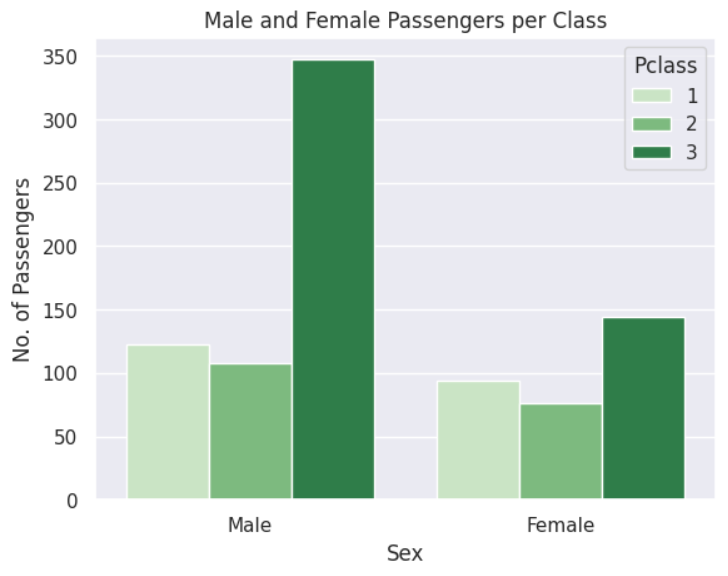 Male and Female Passengers per Class
Pclass
1
2
3
No. of Passengers
350
300
250
200
150
100
50
0
Male
Female
Sex